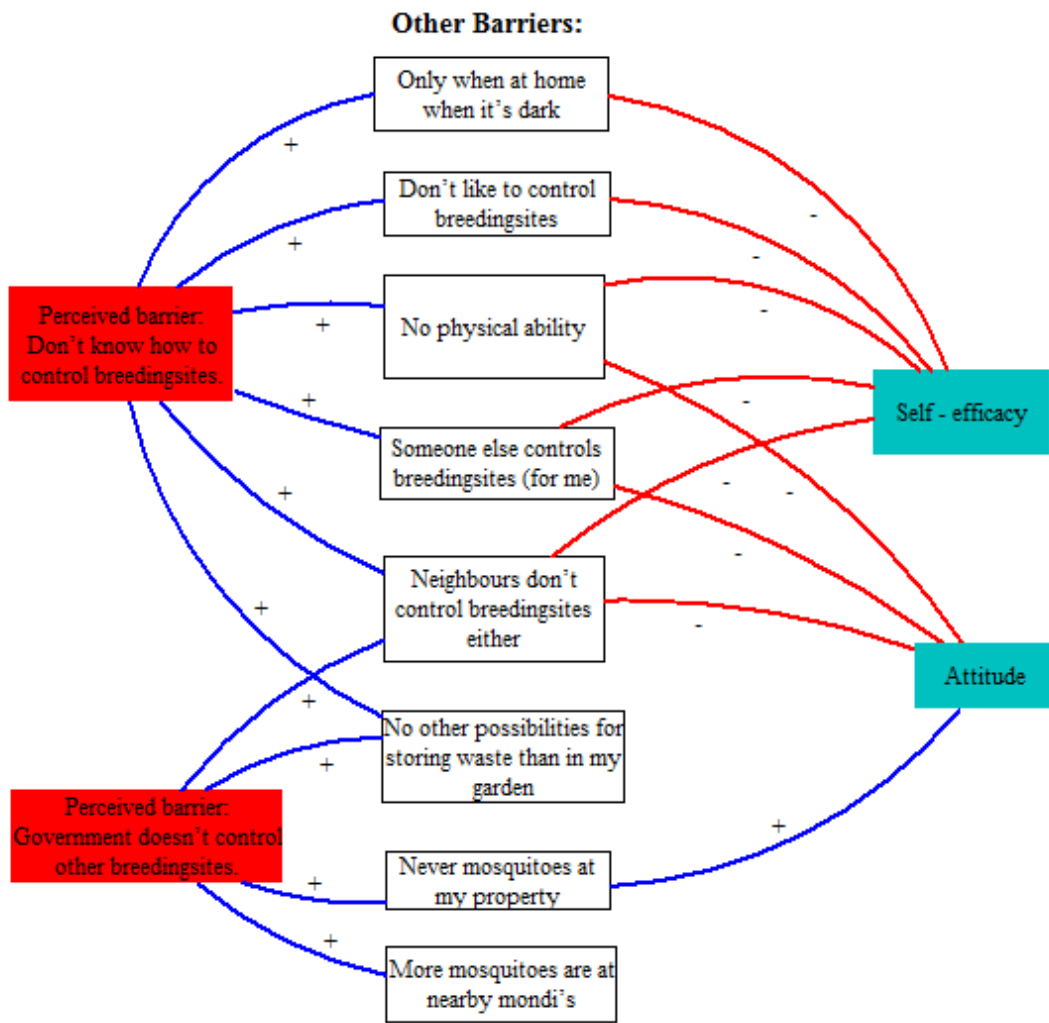 Other Barriers:
Only when at home
when it's dark
+
-
Don't like to control
breedingsites
+
-
Perceived barrier:
Don't know how to
control breedingsites.
No physical ability
+
-
Self - efficacy
+
-
Someone else controls
breedingsites (for me)
+
-
-
-
Neighbours don't
control breedingsites
either
+
-
Attitude
+
No other possibilities for
storing waste than in my
garden
+
Perceived barrier:
Government doesn't control
other breedingsites.
+
Never mosquitoes at
my property
+
+
More mosquitoes are at
nearby mondi's